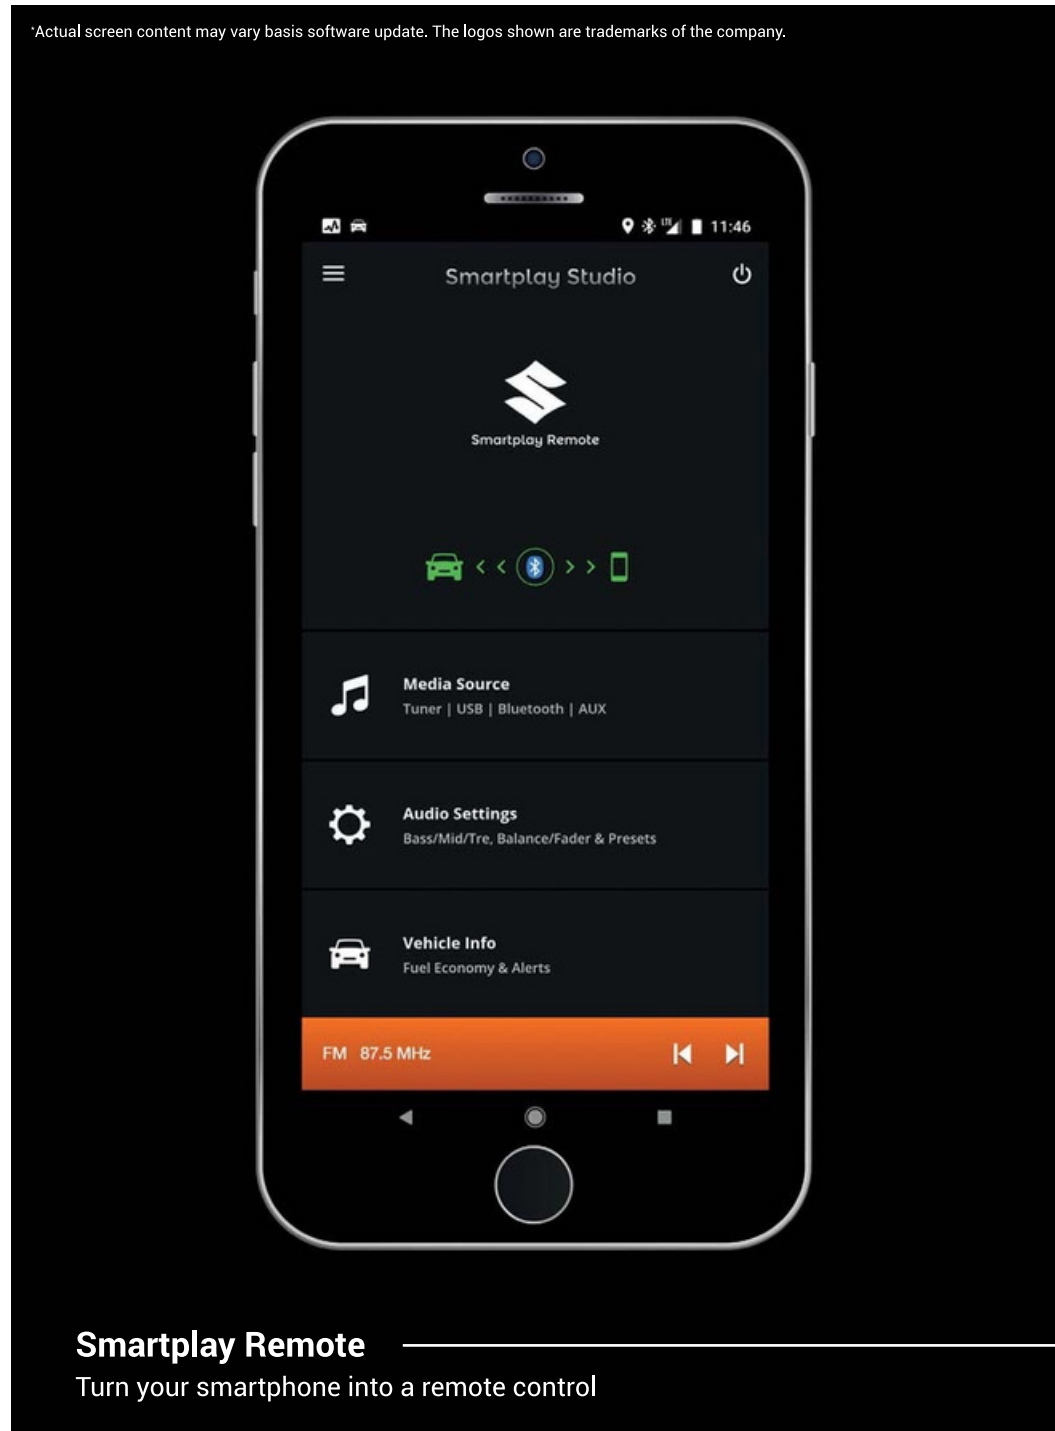 *Actual screen content may vary basis software update. The logos shown are trademarks of the company.
LTE 11:46
Smartplay Studio
Smartplay Remote
Media Source
Tuner | USB | Bluetooth | AUX
Audio Settings
Bass/Mid/Tre, Balance/Fader & Presets
Vehicle Info
Fuel Economy & Alerts
FM 87.5 MHz
Smartplay Remote
Turn your smartphone into a remote control